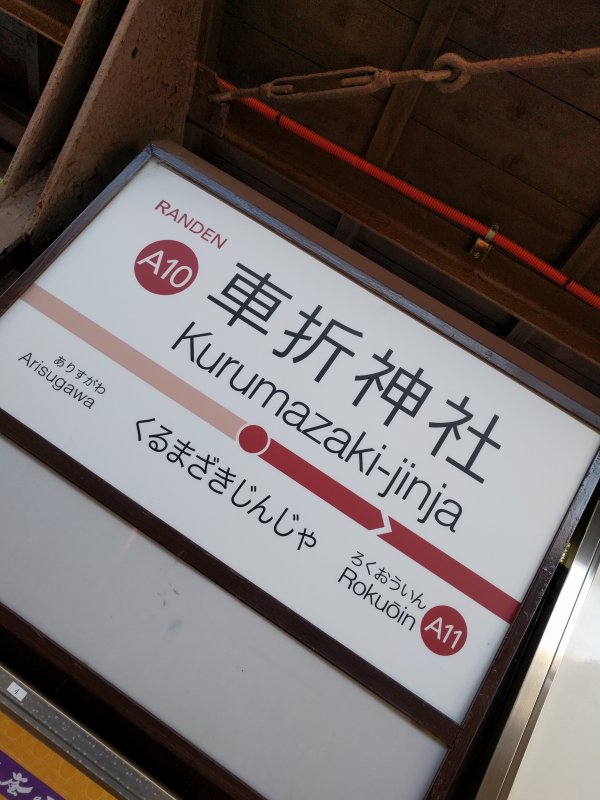 RANDEN
A10
車折神社
Kurumazaki-jinja
ありすがわ
Arisugawa
くるまざきじんじゃ
ろくおういん
Rokuōin
A11
4